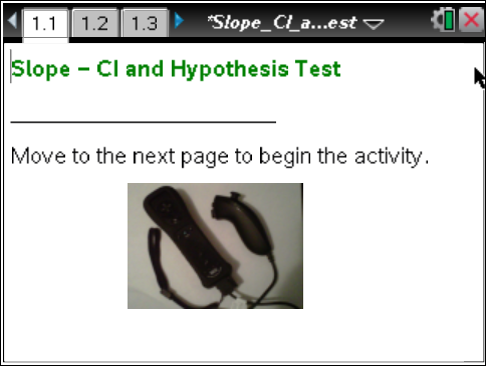 1.1 1.2 1.3 *Slope_CI_a...est
Slope – CI and Hypothesis Test
Move to the next page to begin the activity.